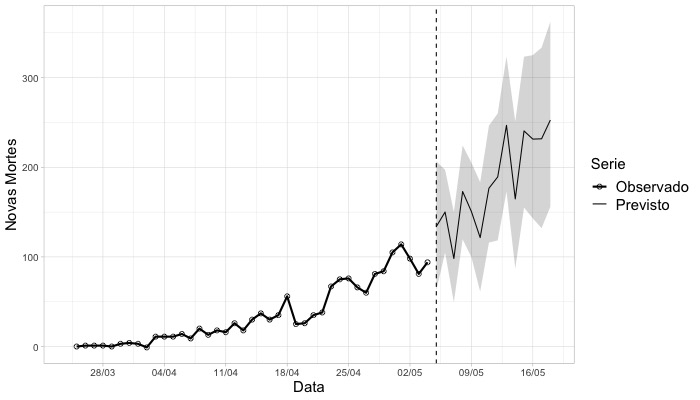 300
200
100
0
Novas Mortes
28/03 04/04 11/04 18/04 25/04 02/05 09/05 16/05
Data
Serie
Observado
Previsto